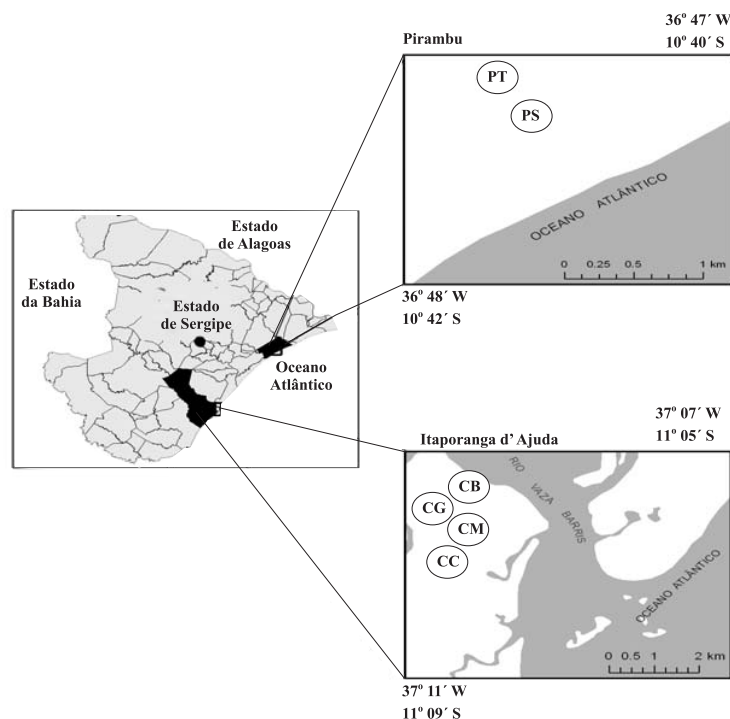 36º 47´ W
Pirambu
10º 40´ S
PT
PS
OCEANO ATLÂNTICO
0 0.25 0.5 1 km
36º 48´ W
10º 42´ S
Estado
de Alagoas
Estado
da Bahia
Estado
de Sergipe
Oceano
Atlântico
37º 07´ W
Itaporanga d’Ajuda
11º 05´ S
RIO VAZA BARRIS
CB
CG
CM
CC
OCEANO ATLÂNTICO
0 0.5 1 2 km
37º 11´ W
11º 09´ S